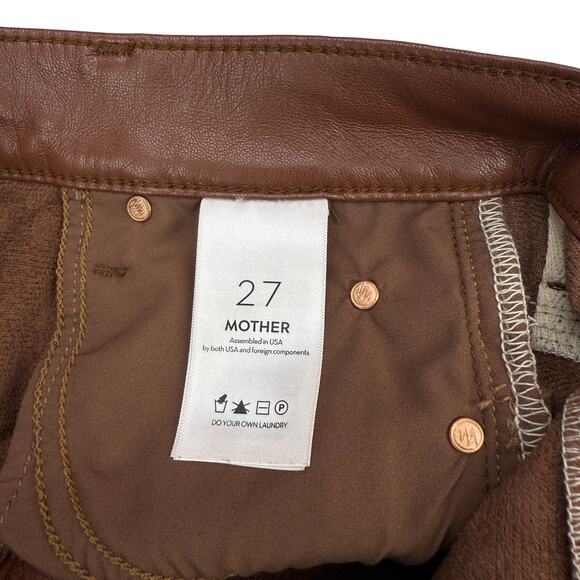 27
MOTHER
Assembled in USA
by both USA and foreign components
P
DO YOUR OWN LAUNDRY